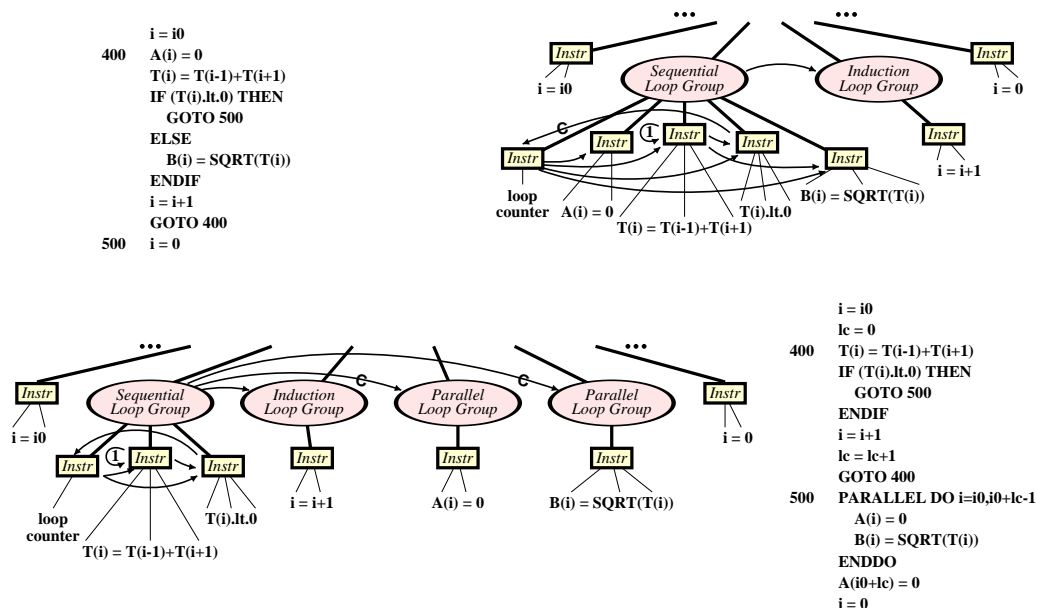 i = i0
400 A(i) = 0
T(i) = T(i-1)+T(i+1)
IF (T(i).lt.0) THEN
GOTO 500
ELSE
B(i) = SQRT(T(i))
ENDIF
i = i+1
GOTO 400
500 i = 0
•••
•••
Instr
Instr
Sequential
Loop Group
Induction
Loop Group
i = i0
i = 0
C
1
Instr
Instr
Instr
Instr
Instr
Instr
i = i+1
loop
counter
A(i) = 0
T(i) = T(i-1)+T(i+1)
T(i).lt.0
B(i) = SQRT(T(i))
•••
•••
Instr
Sequential
Loop Group
Induction
Loop Group
C
Parallel
Loop Group
C
Parallel
Loop Group
Instr
i = i0
i = 0
1
Instr
Instr
Instr
Instr
Instr
Instr
loop
counter
T(i) = T(i-1)+T(i+1)
T(i).lt.0
i = i+1
A(i) = 0
B(i) = SQRT(T(i))
i = i0
lc = 0
400 T(i) = T(i-1)+T(i+1)
IF (T(i).lt.0) THEN
GOTO 500
ENDIF
i = i+1
lc = lc+1
GOTO 400
500 PARALLEL DO i=i0,i0+lc-1
A(i) = 0
B(i) = SQRT(T(i))
ENDDO
A(i0+lc) = 0
i = 0